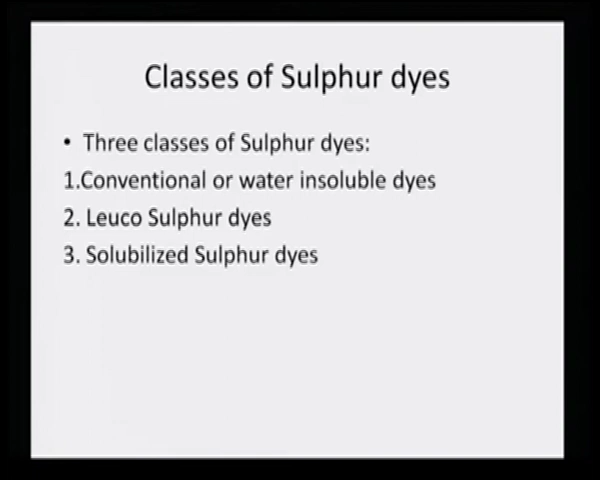 Classes of Sulphur dyes
• Three classes of Sulphur dyes:
1.Conventional or water insoluble dyes
2. Leuco Sulphur dyes
3. Solubilized Sulphur dyes